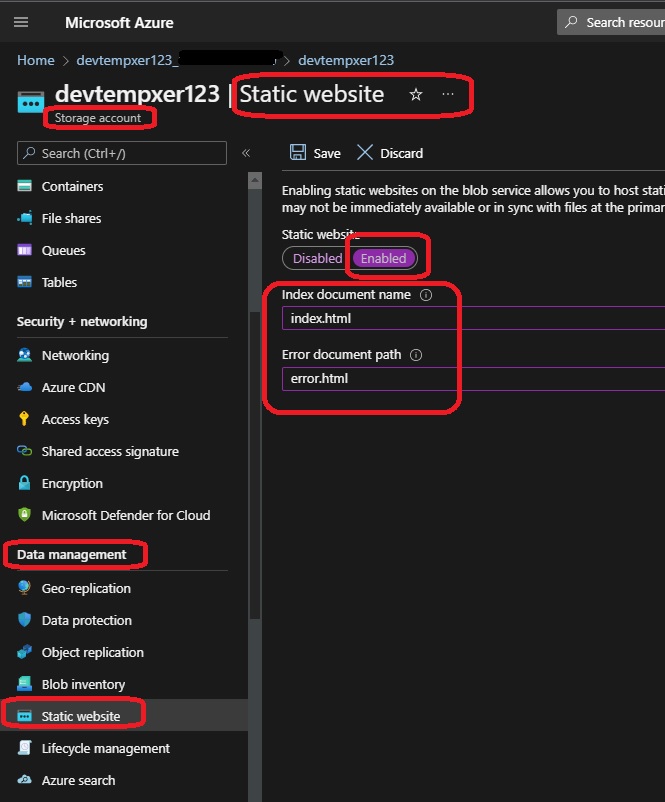 Microsoft Azure
Search resour
Home > devtempxer123_ > devtempxer123
devtempxer123 | Static website
Storage account
Search (Ctrl+/)
Save Discard
Containers
File shares
Queues
Tables
Security + networking
Networking
Azure CDN
Access keys
Shared access signature
Encryption
Microsoft Defender for Cloud
Data management
Geo-replication
Data protection
Object replication
Blob inventory
Static website
Lifecycle management
Azure search
Enabling static websites on the blob service allows you to host stati
may not be immediately available or in sync with files at the primar
Static website
Disabled Enabled
Index document name
index.html
Error document path
error.html